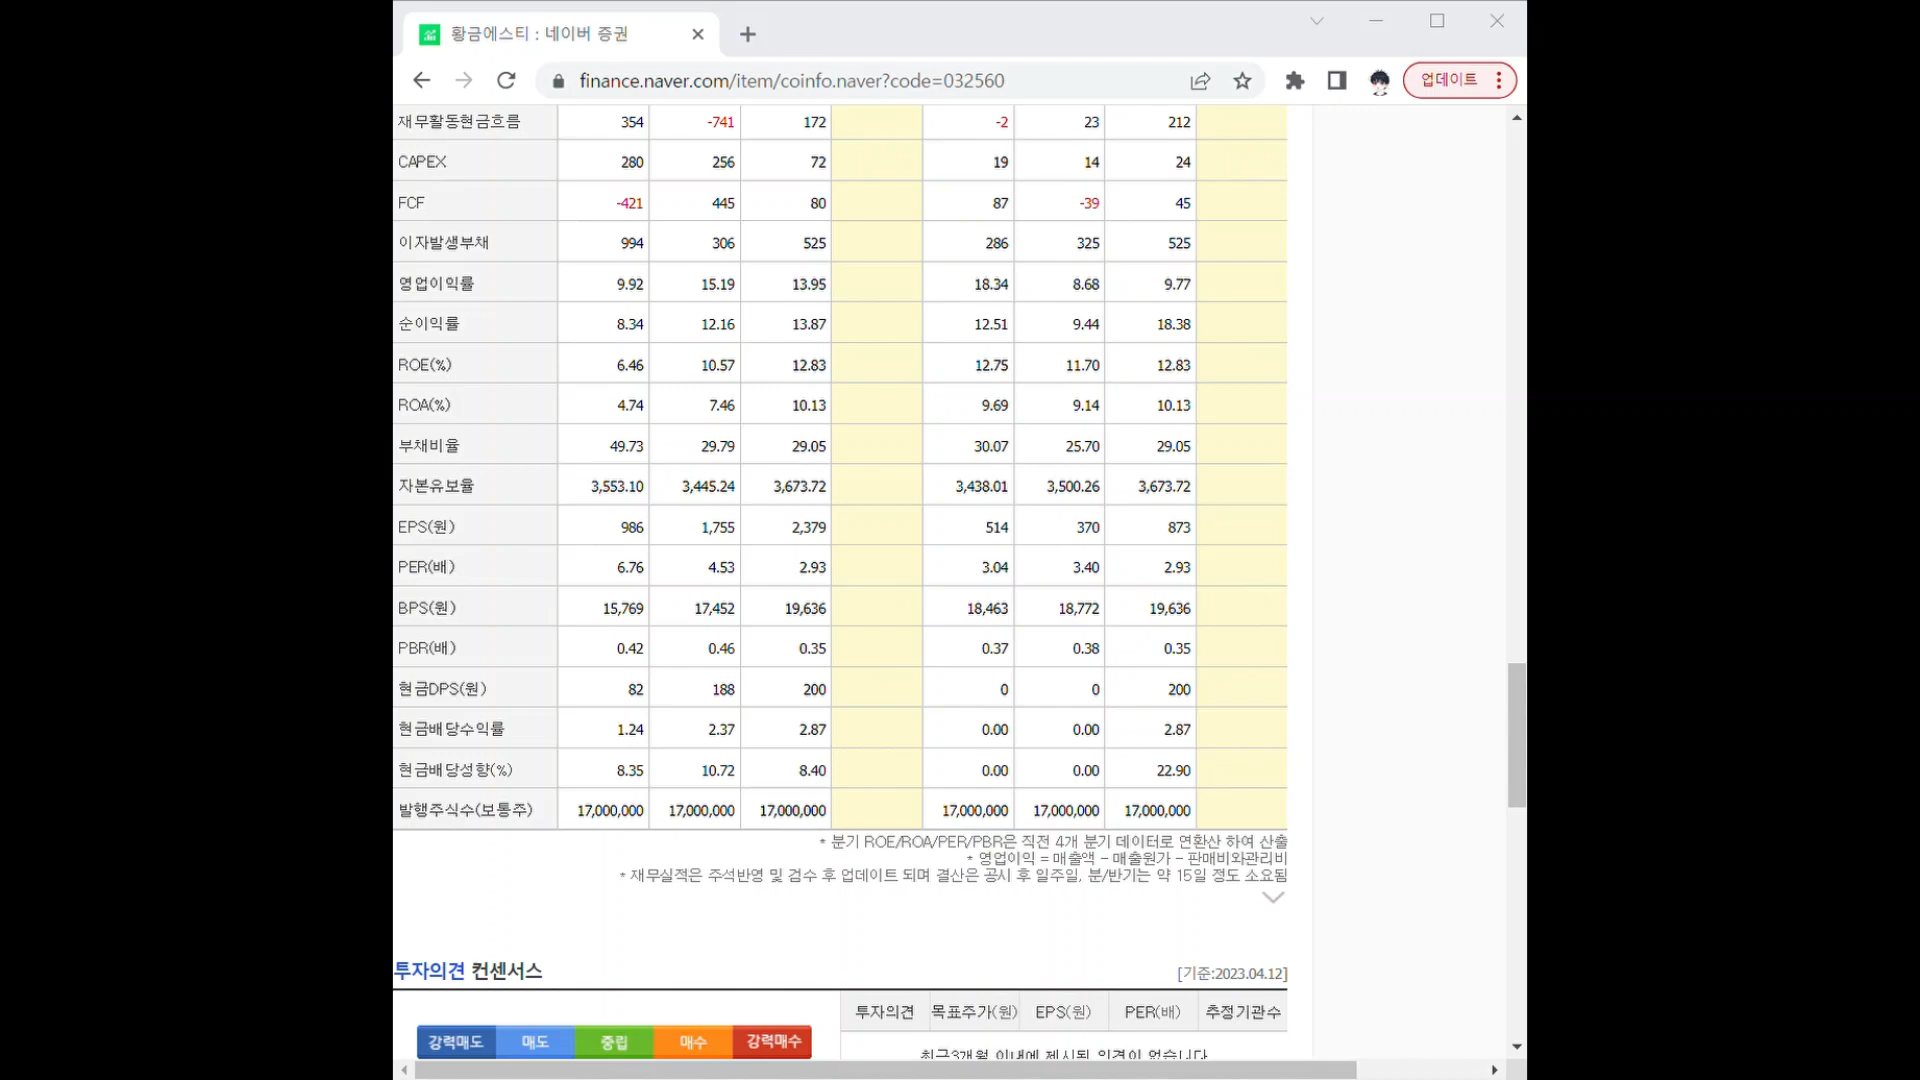 황금에스티 : 네이버 증권
finance.naver.com/item/coinfo.naver?code=032560
업데이트
재무활동현금흐름 354 -741 172 -2 23 212
CAPEX 280 256 72 19 14 24
FCF -421 445 80 87 -39 45
이자발생부채 994 306 525 286 325 525
영업이익률 9.92 15.19 13.95 18.34 8.68 9.77
순이익률 8.34 12.16 13.87 12.51 9.44 18.38
ROE(%) 6.46 10.57 12.83 12.75 11.70 12.83
ROA(%) 4.74 7.46 10.13 9.69 9.14 10.13
부채비율 49.73 29.79 29.05 30.07 25.70 29.05
자본유보율 3,553.10 3,445.24 3,673.72 3,438.01 3,500.26 3,673.72
EPS(원) 986 1,755 2,379 514 370 873
PER(배) 6.76 4.53 2.93 3.04 3.40 2.93
BPS(원) 15,769 17,452 19,636 18,463 18,772 19,636
PBR(배) 0.42 0.46 0.35 0.37 0.38 0.35
현금DPS(원) 82 188 200 0 0 200
현금배당수익률 1.24 2.37 2.87 0.00 0.00 2.87
현금배당성향(%) 8.35 10.72 8.40 0.00 0.00 22.90
발행주식수(보통주) 17,000,000 17,000,000 17,000,000 17,000,000 17,000,000 17,000,000
* 분기 ROE/ROA/PER/PBR은 직전 4개 분기 데이터로 연환산 하여 산출
* 영업이익 = 매출액 - 매출원가 - 판매비와관리비
* 재무실적은 주석반영 및 검수 후 업데이트 되며 결산은 공시 후 일주일, 분/반기는 약 15일 정도 소요됨
투자의견 컨센서스 [기준:2023.04.12]
투자의견 목표주가(원) EPS(원) PER(배) 추정기관수
강력매도 매도 중립 매수 강력매수
최근3개월 이내에 제시된 의견이 없습니다